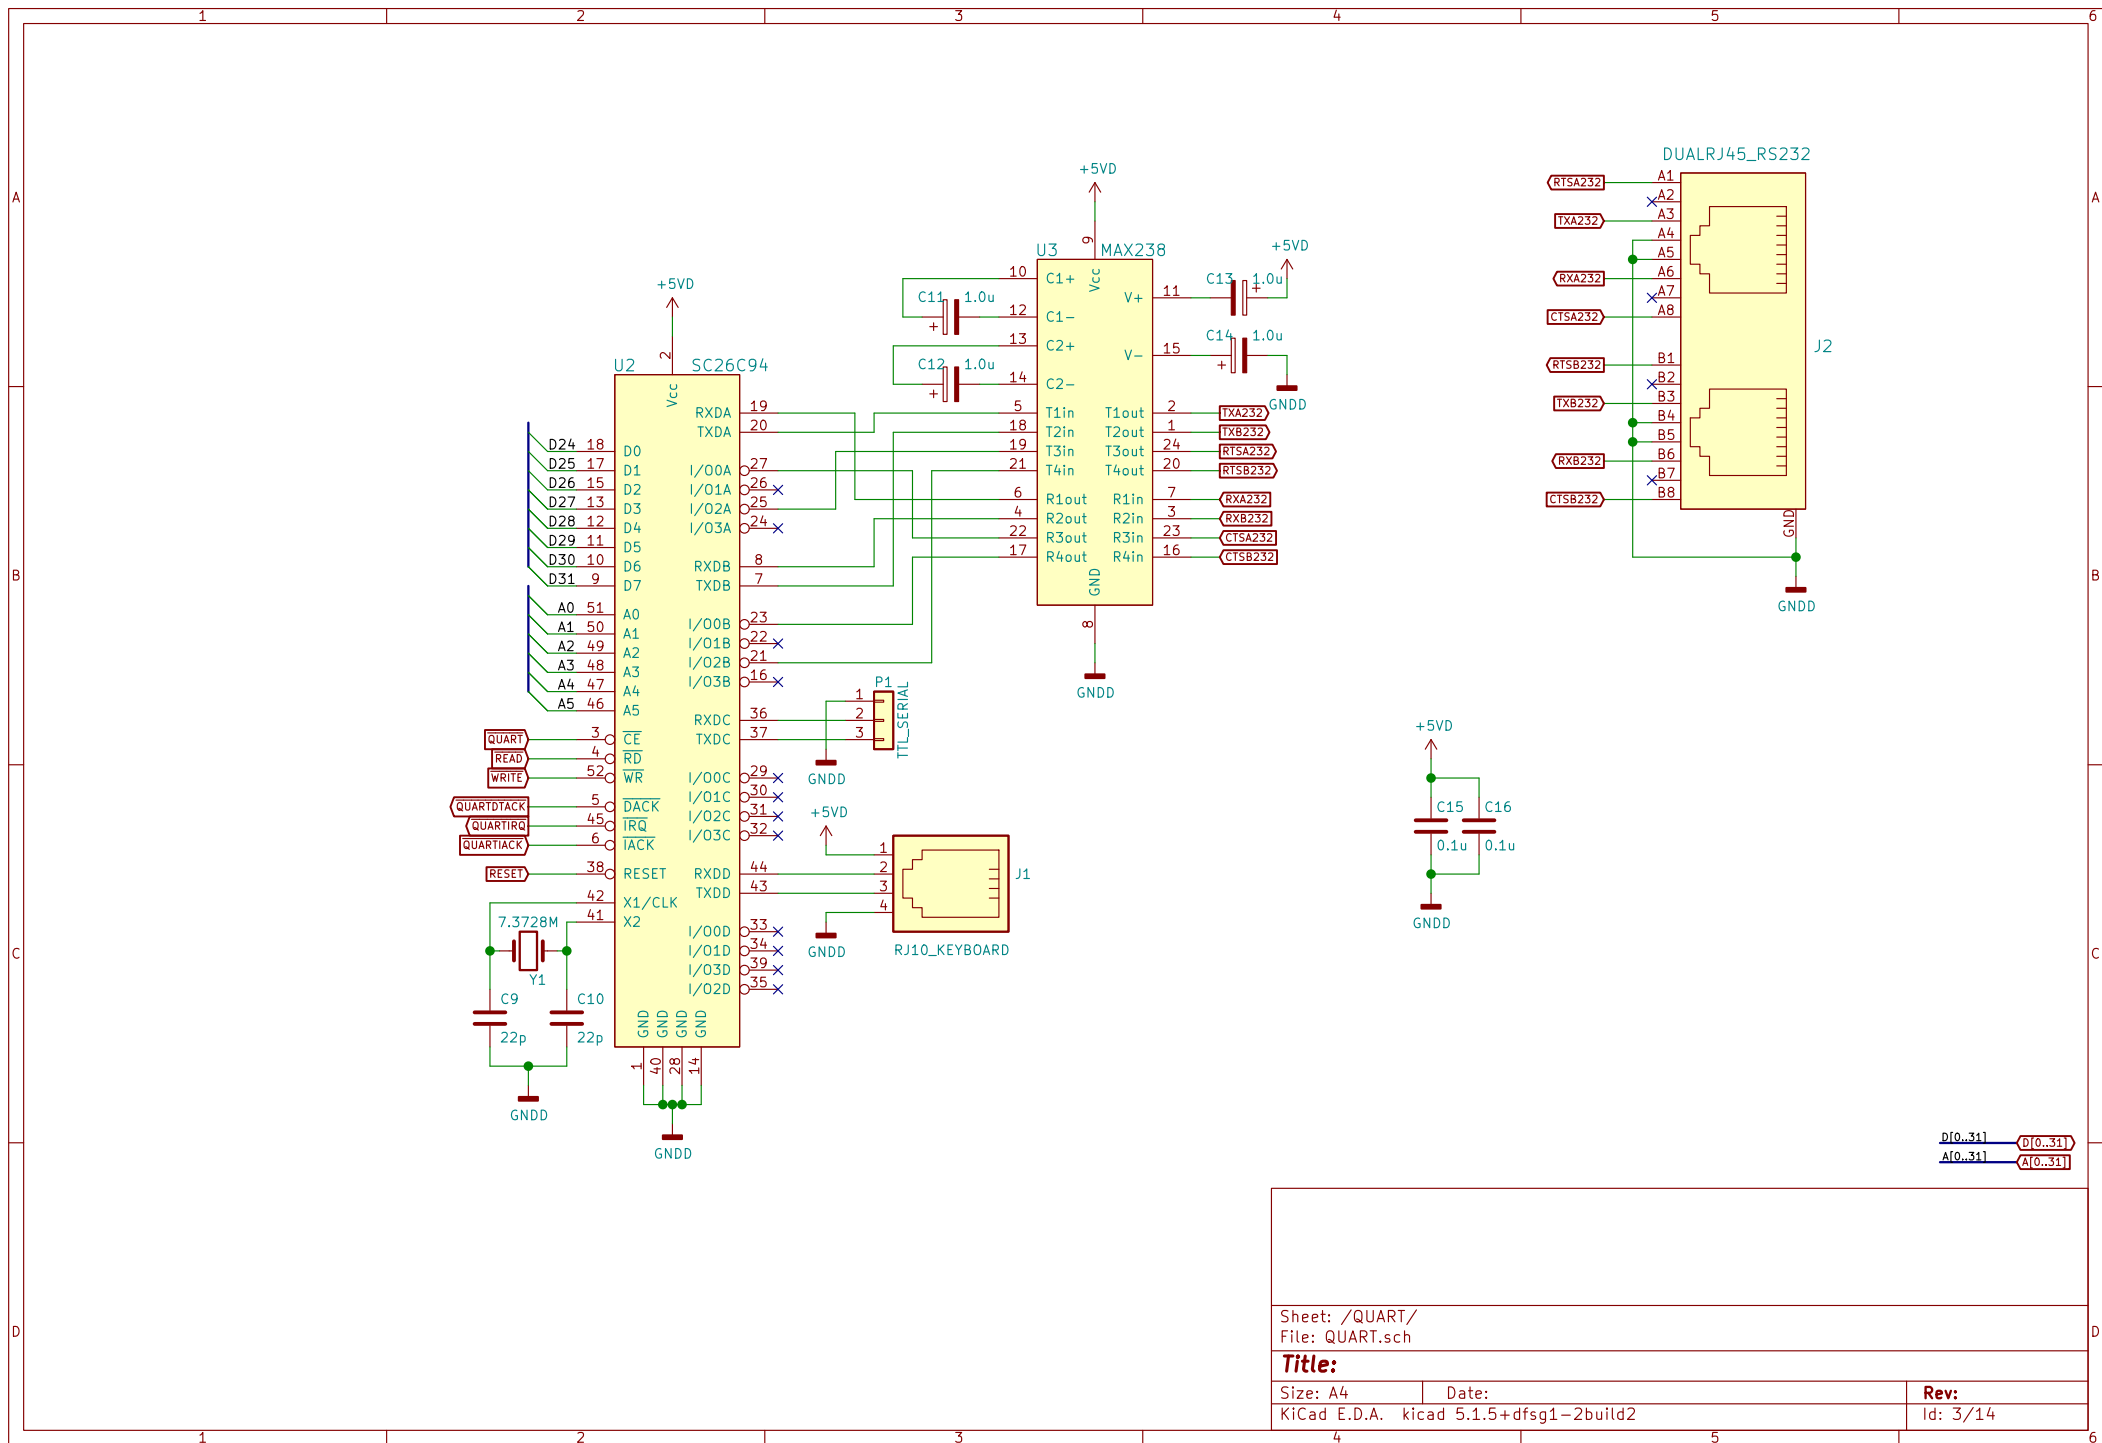 1 2 3 4 5 6
A
B
C
D
A
B
C
D
+5VD
2
U2 SC26C94
Vcc
D24 18 D0
D25 17 D1
D26 15 D2
D27 13 D3
D28 12 D4
D29 11 D5
D30 10 D6
D31 9 D7
A0 51 A0
A1 50 A1
A2 49 A2
A3 48 A3
A4 47 A4
A5 46 A5
QUART 3 CE
READ 4 RD
WRITE 52 WR
QUARTDTACK 5 DACK
QUARTIRQ 45 IRQ
QUARTIACK 6 IACK
RESET 38 RESET
42 X1/CLK
41 X2
RXDA 19
TXDA 20
I/O0A 27
I/O1A 26
I/O2A 25
I/O3A 24
RXDB 8
TXDB 7
I/O0B 23
I/O1B 22
I/O2B 21
I/O3B 16
RXDC 36
TXDC 37
I/O0C 29
I/O1C 30
I/O2C 31
I/O3C 32
RXDD 44
TXDD 43
I/O0D 33
I/O1D 34
I/O3D 39
I/O2D 35
GND GND GND GND
1 40 28 14
GNDD
7.3728M
Y1
C9 22p
C10 22p
GNDD
P1
1
2
3
TTL_SERIAL
GNDD
+5VD
1
2
3
4
J1
RJ10_KEYBOARD
GNDD
+5VD
9
U3 MAX238
Vcc
10 C1+
12 C1-
13 C2+
14 C2-
5 T1in
18 T2in
19 T3in
21 T4in
6 R1out
4 R2out
22 R3out
17 R4out
C11 1.0u
+
C12 1.0u
+
V+ 11
V- 15
T1out 2 TXA232
T2out 1 TXB232
T3out 24 RTSA232
T4out 20 RTSB232
R1in 7 RXA232
R2in 3 RXB232
R3in 23 CTSA232
R4in 16 CTSB232
GND
8
GNDD
+5VD
C13 1.0u
+
C14 1.0u
+
GNDD
+5VD
C15 C16
0.1u 0.1u
GNDD
DUALRJ45_RS232
RTSA232 A1
A2
TXA232 A3
A4
A5
RXA232 A6
A7
CTSA232 A8
RTSB232 B1
B2
TXB232 B3
B4
B5
RXB232 B6
B7
CTSB232 B8
J2
GND
GNDD
D[0..31] D[0..31]
A[0..31] A[0..31]
Sheet: /QUART/
File: QUART.sch
Title:
Size: A4 Date: Rev:
KiCad E.D.A. kicad 5.1.5+dfsg1-2build2 Id: 3/14
1 2 3 4 5 6